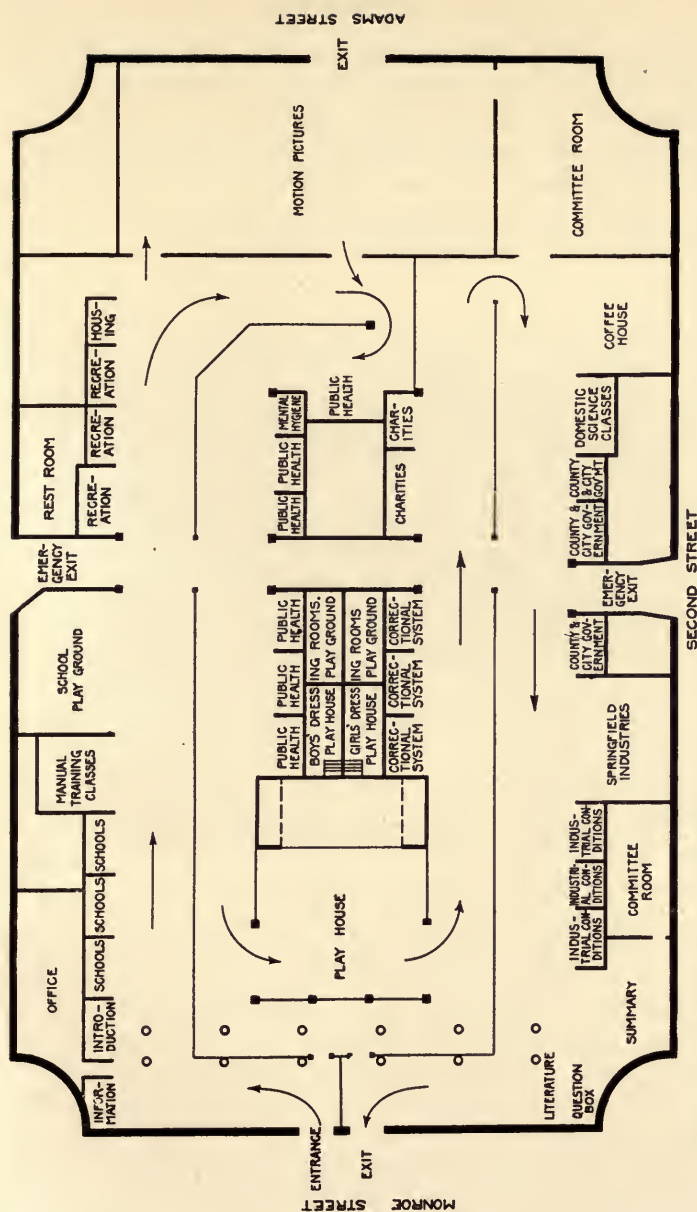 ADAMS STREET
EXIT
MOTION PICTURES
COMMITTEE ROOM
REST ROOM
RECRE-
ATION
RECRE-
ATION
RECRE-
ATION
HOUS-
ING
EMER-
GENCY
EXIT
SCHOOL
PLAY GROUND
MANUAL
TRAINING
CLASSES
SCHOOLS
SCHOOLS
SCHOOLS
OFFICE
INTRO-
DUCTION
INFOR-
MATION
PUBLIC
HEALTH
PUBLIC
HEALTH
MENTAL
HYGIENE
PUBLIC
HEALTH
CHARITIES
CHAR-
ITIES
PUBLIC
HEALTH
PUBLIC
HEALTH
PUBLIC
HEALTH
BOYS' DRESSING ROOMS.
PLAY HOUSE PLAY GROUND
GIRLS' DRESSING ROOMS
PLAY HOUSE PLAY GROUND
CORREC-
TIONAL
SYSTEM
CORREC-
TIONAL
SYSTEM
CORREC-
TIONAL
SYSTEM
PLAY HOUSE
COFFEE
HOUSE
DOMESTIC
SCIENCE
CLASSES
COUNTY
& CITY
GOV'MT
COUNTY &
CITY GOV-
ERNMENT
EMER-
GENCY
EXIT
COUNTY &
CITY GOV-
ERNMENT
SPRINGFIELD
INDUSTRIES
INDUS-
TRIAL CON-
DITIONS
INDUSTRI-
AL CON-
DITIONS
INDUS-
TRIAL CON-
DITIONS
COMMITTEE
ROOM
SUMMARY
LITERATURE
QUESTION
BOX
ENTRANCE
EXIT
MONROE
STREET
SECOND STREET